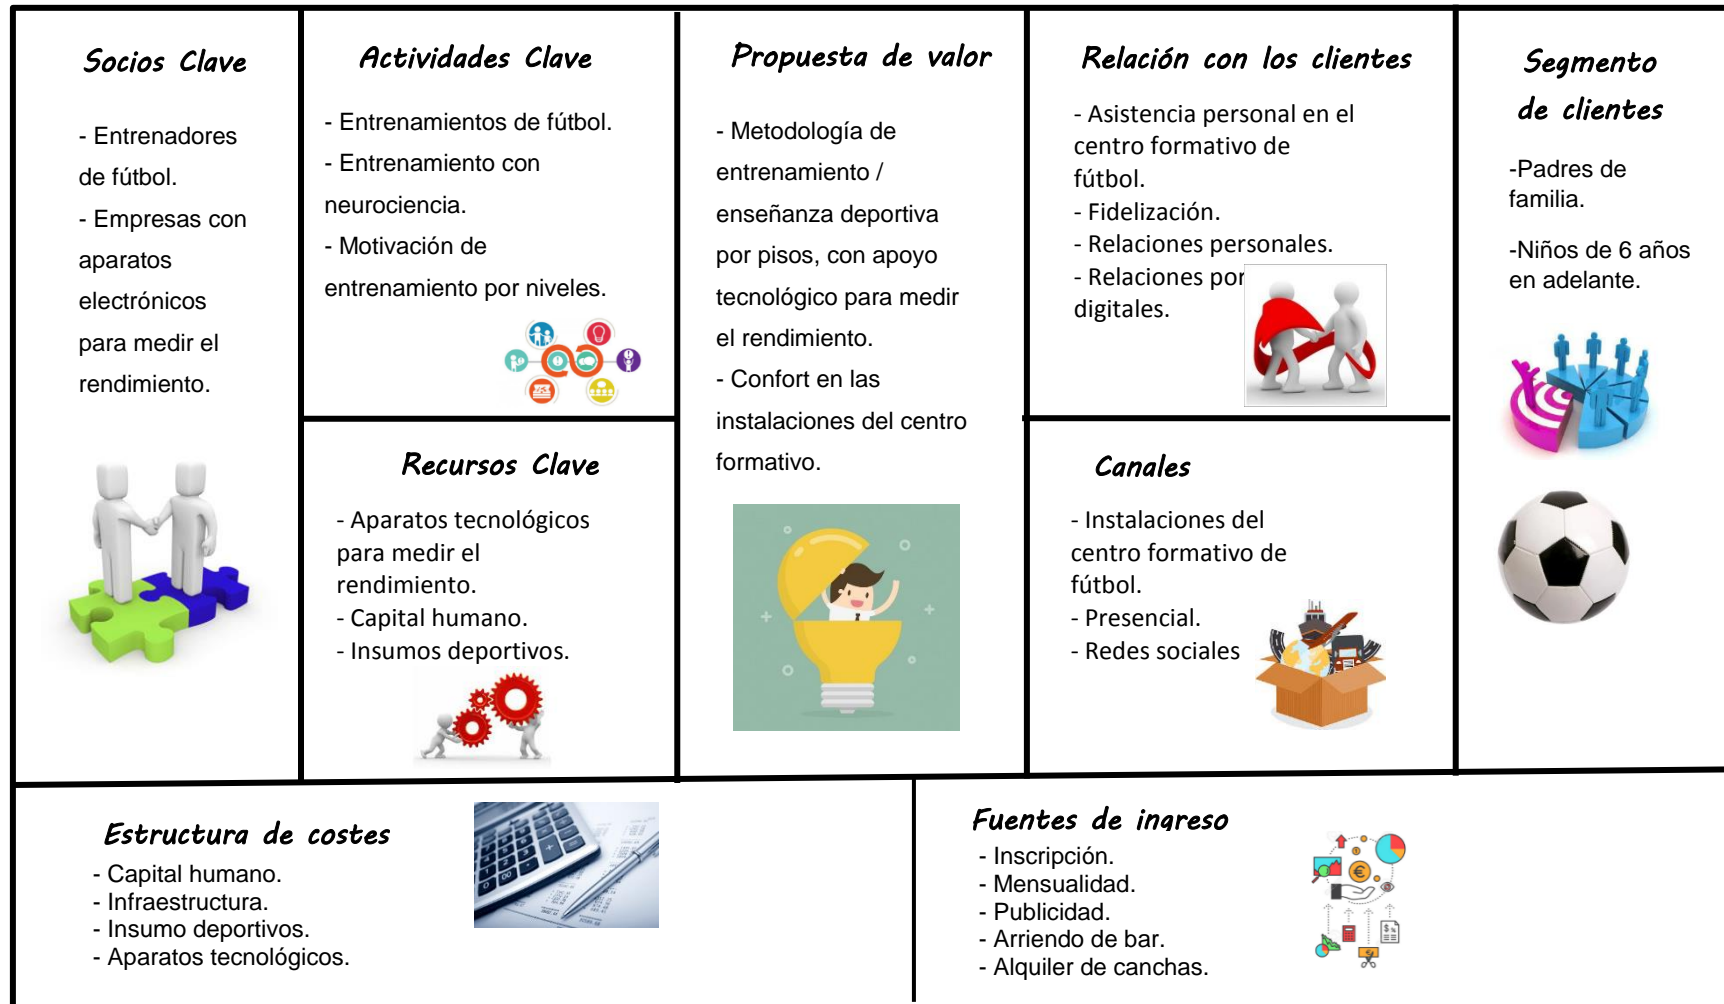 Socios Clave
- Entrenadores
de fútbol.
- Empresas con
aparatos
electrónicos
para medir el
rendimiento.
Actividades Clave
- Entrenamientos de fútbol.
- Entrenamiento con
neurociencia.
- Motivación de
entrenamiento por niveles.
Recursos Clave
- Aparatos tecnológicos
para medir el
rendimiento.
- Capital humano.
- Insumos deportivos.
Propuesta de valor
- Metodología de
entrenamiento /
enseñanza deportiva
por pisos, con apoyo
tecnológico para medir
el rendimiento.
- Confort en las
instalaciones del centro
formativo.
Relación con los clientes
- Asistencia personal en el
centro formativo de
fútbol.
- Fidelización.
- Relaciones personales.
- Relaciones por
digitales.
Canales
- Instalaciones del
centro formativo de
fútbol.
- Presencial.
- Redes sociales
Segmento
de clientes
-Padres de
familia.
-Niños de 6 años
en adelante.
Estructura de costes
- Capital humano.
- Infraestructura.
- Insumo deportivos.
- Aparatos tecnológicos.
Fuentes de ingreso
- Inscripción.
- Mensualidad.
- Publicidad.
- Arriendo de bar.
- Alquiler de canchas.